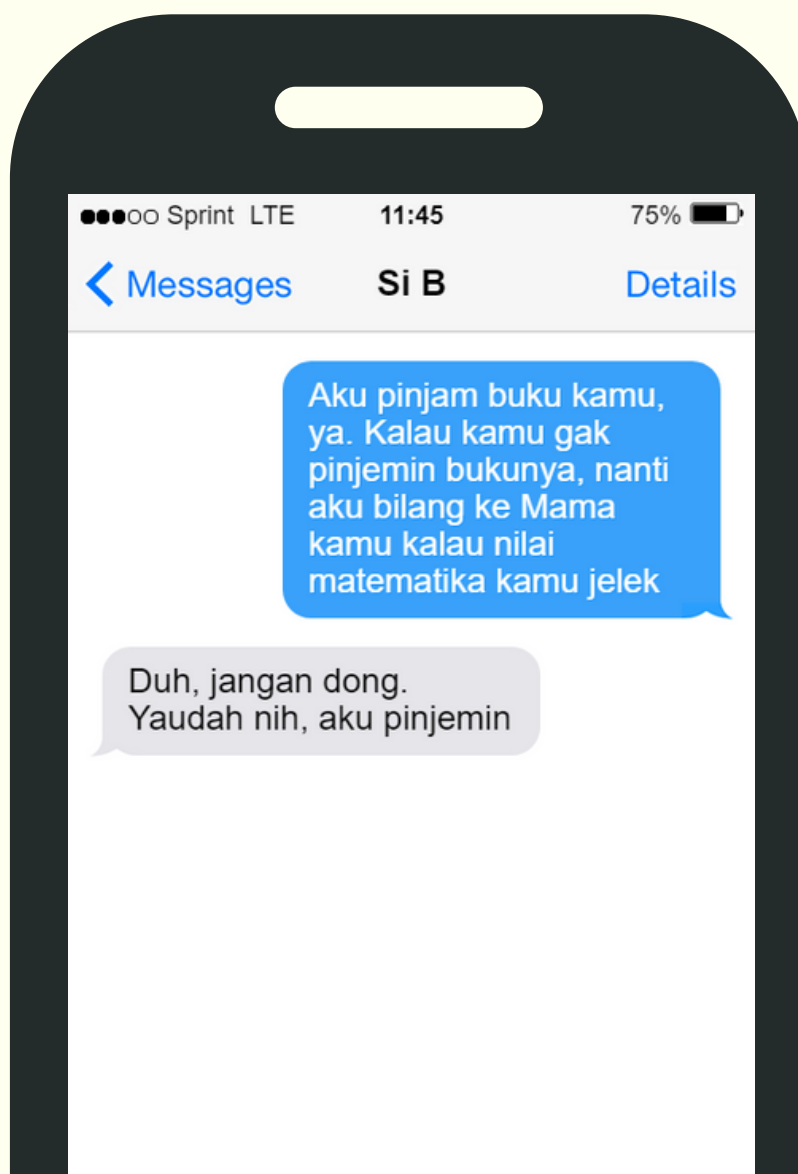 Sprint LTE 11:45 75%
Messages Si B Details
Aku pinjam buku kamu,
ya. Kalau kamu gak
pinjemin bukunya, nanti
aku bilang ke Mama
kamu kalau nilai
matematika kamu jelek
Duh, jangan dong.
Yaudah nih, aku pinjemin